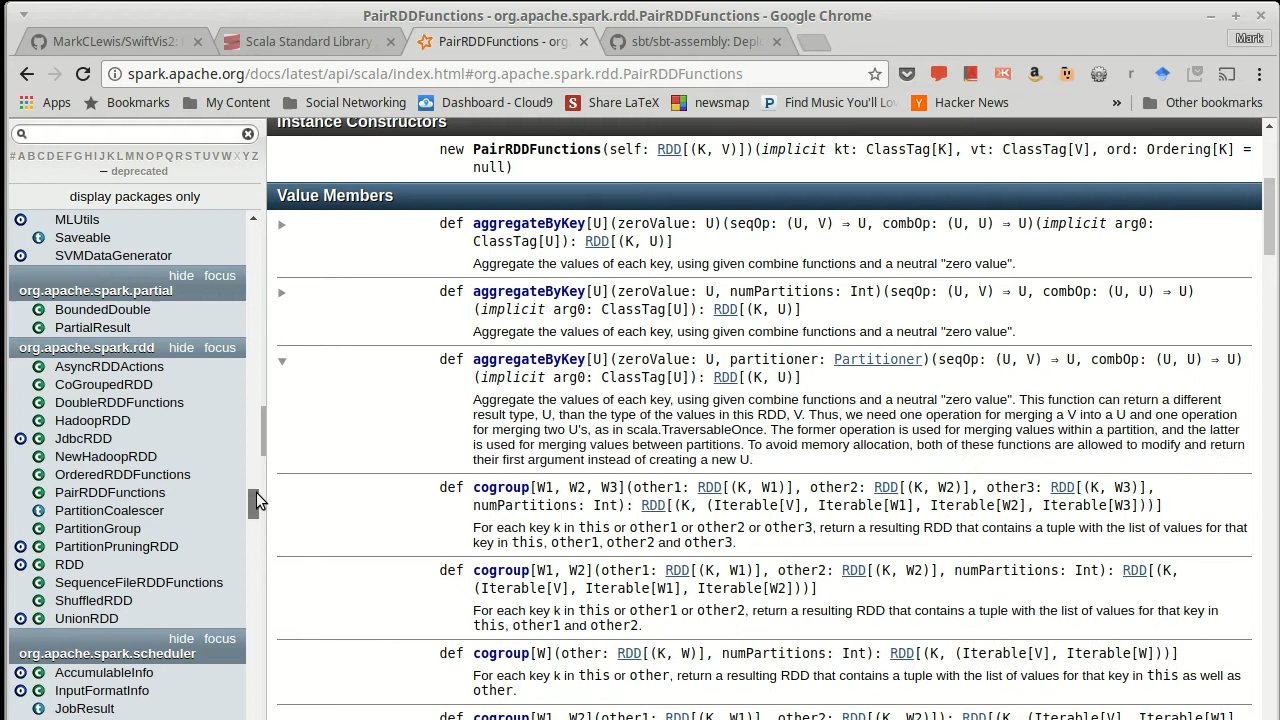 PairRDDFunctions - org.apache.spark.rdd.PairRDDFunctions - Google Chrome
MarkCLewis/SwiftVis2:
Scala Standard Library
PairRDDFunctions - org
sbt/sbt-assembly: Deplo
Mark
spark.apache.org/docs/latest/api/scala/index.html#org.apache.spark.rdd.PairRDDFunctions
Apps
Bookmarks
My Content
Social Networking
Dashboard - Cloud9
Share LaTeX
newsmap
Find Music You'll Lo
Hacker News
»
Other bookmarks
#ABCDEFGHIJKLMNOPQRSTUVWXYZ
– deprecated
display packages only
MLUtils
Saveable
SVMDataGenerator
hide focus
org.apache.spark.partial
BoundedDouble
PartialResult
org.apache.spark.rdd hide focus
AsyncRDDActions
CoGroupedRDD
DoubleRDDFunctions
HadoopRDD
JdbcRDD
NewHadoopRDD
OrderedRDDFunctions
PairRDDFunctions
PartitionCoalescer
PartitionGroup
PartitionPruningRDD
RDD
SequenceFileRDDFunctions
ShuffledRDD
UnionRDD
hide focus
org.apache.spark.scheduler
AccumulableInfo
InputFormatInfo
JobResult
Instance Constructors
new PairRDDFunctions(self: RDD[(K, V)])(implicit kt: ClassTag[K], vt: ClassTag[V], ord: Ordering[K] =
null)
Value Members
def aggregateByKey[U](zeroValue: U)(seqOp: (U, V) ⇒ U, combOp: (U, U) ⇒ U)(implicit arg0:
ClassTag[U]): RDD[(K, U)]
Aggregate the values of each key, using given combine functions and a neutral "zero value".
def aggregateByKey[U](zeroValue: U, numPartitions: Int)(seqOp: (U, V) ⇒ U, combOp: (U, U) ⇒ U)
(implicit arg0: ClassTag[U]): RDD[(K, U)]
Aggregate the values of each key, using given combine functions and a neutral "zero value".
def aggregateByKey[U](zeroValue: U, partitioner: Partitioner)(seqOp: (U, V) ⇒ U, combOp: (U, U) ⇒ U)
(implicit arg0: ClassTag[U]): RDD[(K, U)]
Aggregate the values of each key, using given combine functions and a neutral "zero value". This function can return a different
result type, U, than the type of the values in this RDD, V. Thus, we need one operation for merging a V into a U and one operation
for merging two U's, as in scala.TraversableOnce. The former operation is used for merging values within a partition, and the latter
is used for merging values between partitions. To avoid memory allocation, both of these functions are allowed to modify and return
their first argument instead of creating a new U.
def cogroup[W1, W2, W3](other1: RDD[(K, W1)], other2: RDD[(K, W2)], other3: RDD[(K, W3)],
numPartitions: Int): RDD[(K, (Iterable[V], Iterable[W1], Iterable[W2], Iterable[W3]))]
For each key k in this or other1 or other2 or other3, return a resulting RDD that contains a tuple with the list of values for that
key in this, other1, other2 and other3.
def cogroup[W1, W2](other1: RDD[(K, W1)], other2: RDD[(K, W2)], numPartitions: Int): RDD[(K,
(Iterable[V], Iterable[W1], Iterable[W2]))]
For each key k in this or other1 or other2, return a resulting RDD that contains a tuple with the list of values for that key in
this, other1 and other2.
def cogroup[W](other: RDD[(K, W)], numPartitions: Int): RDD[(K, (Iterable[V], Iterable[W]))]
For each key k in this or other, return a resulting RDD that contains a tuple with the list of values for that key in this as well as
other.
def cogroup[W1, W2](other1: RDD[(K, W1)], other2: RDD[(K, W2)]): RDD[(K, (Iterable[V], Iterable[W1],